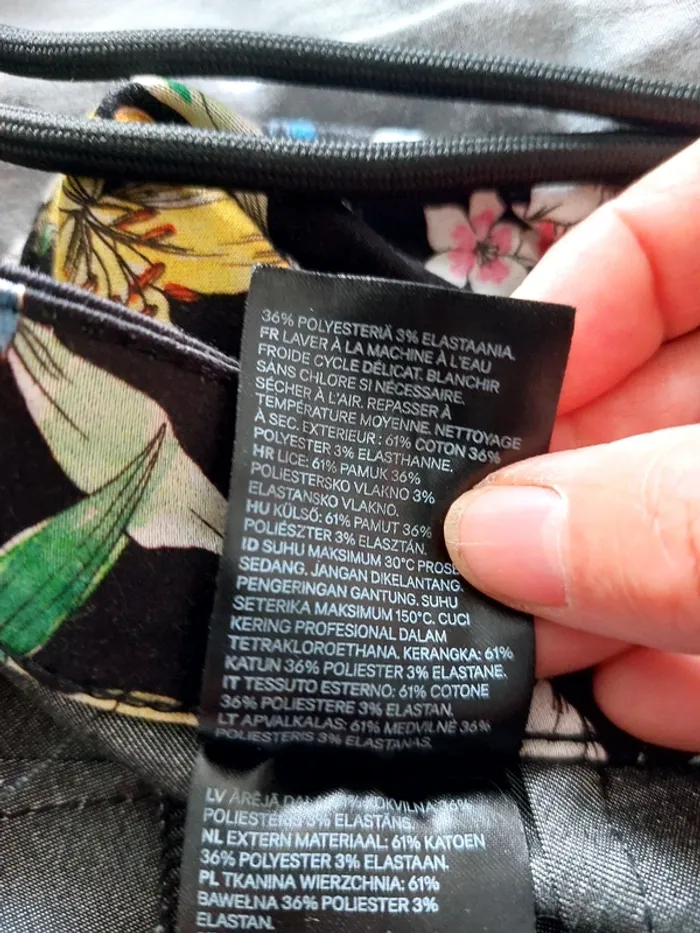 36% POLYESTERIÄ 3% ELASTAANIA.
FR LAVER À LA MACHINE À L'EAU
FROIDE CYCLE DÉLICAT. BLANCHIR
SANS CHLORE SI NÉCESSAIRE.
SÉCHER À L'AIR. REPASSER À
TEMPÉRATURE MOYENNE. NETTOYAGE
À SEC. EXTERIEUR: 61% COTON 36%
POLYESTER 3% ELASTHANNE.
HR LICE: 61% PAMUK 36%
POLIESTERSKO VLAKNO 3%
ELASTANSKO VLAKNO.
HU KÜLSŐ: 61% PAMUT 36%
POLIÉSZTER 3% ELASZTÁN.
ID SUHU MAKSIMUM 30°C
SEDANG. JANGAN DIKELANTANG.
PENGERINGAN GANTUNG. SUHU
SETERIKA MAKSIMUM 150°C. CUCI
KERING PROFESIONAL DALAM
TETRAKLOROETHANA. KERANGKA: 61%
KATUN 36% POLIESTER 3% ELASTANE.
IT TESSUTO ESTERNO: 61% COTONE
36% POLIESTERE 3% ELASTAN.
LT APVALKALAS: 61% MEDVILNĖ 36%
POLIESTERIS 3% ELASTANAS.
LV ĀRĒJĀ KOKVILNA 36%
POLIESTERIS 3% ELASTĀNS.
NL EXTERN MATERIAAL: 61% KATOEN
36% POLYESTER 3% ELASTAAN.
PL TKANINA WIERZCHNIA: 61%
BAWEŁNA 36% POLIESTER 3%
ELASTAN.